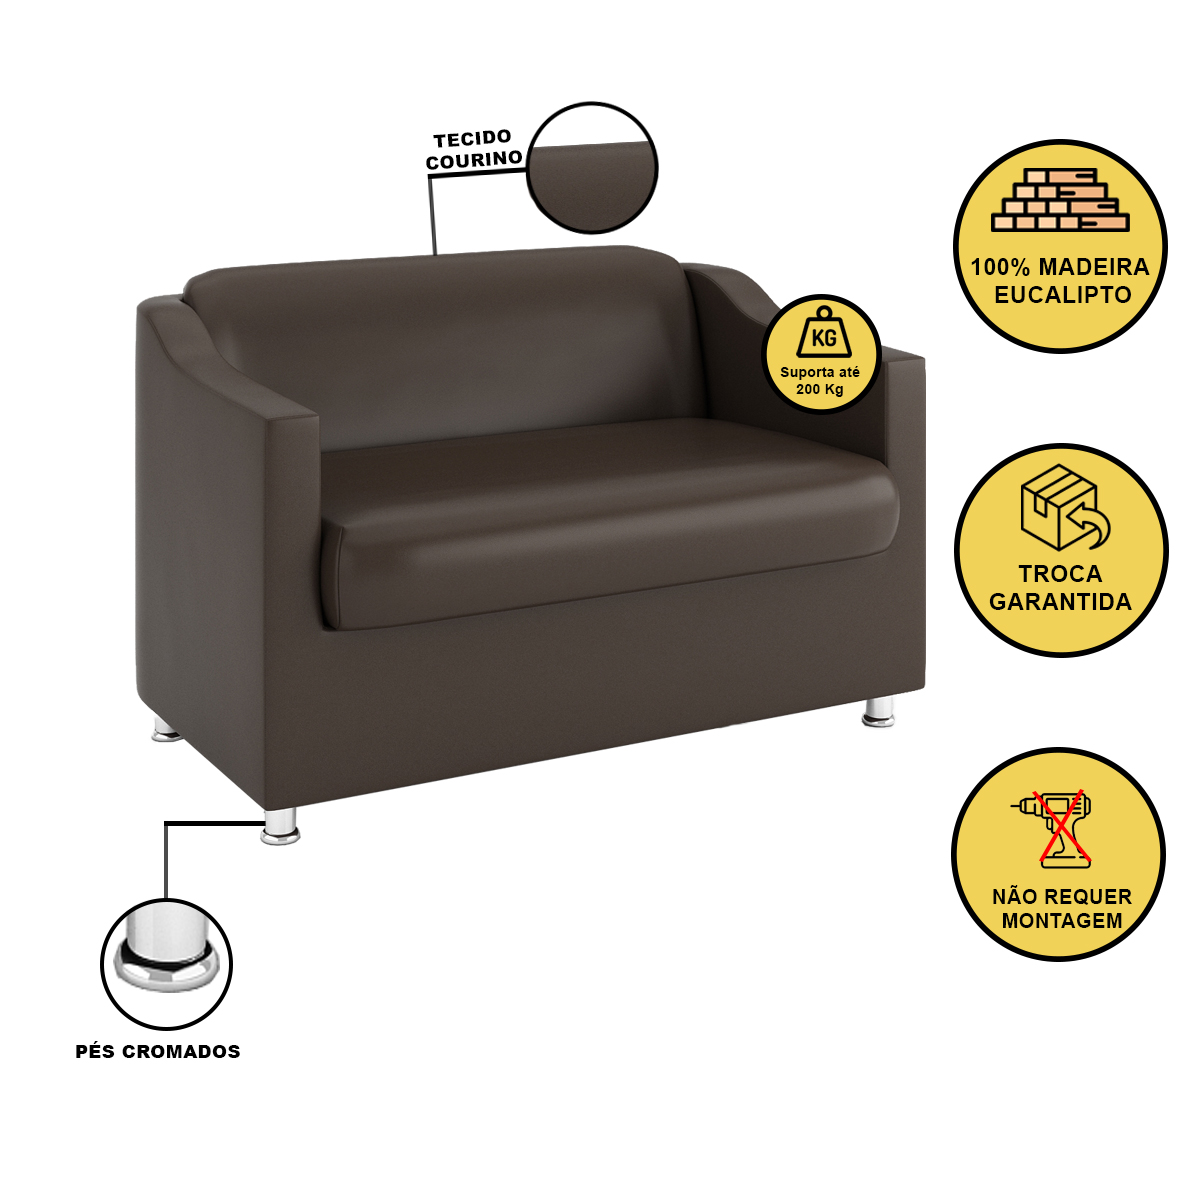 TECIDO
COURINO
KG
Suporta até
200 Kg
100% MADEIRA
EUCALIPTO
TROCA
GARANTIDA
NÃO REQUER
MONTAGEM
PÉS CROMADOS